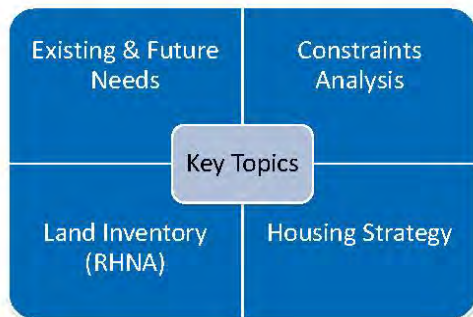 Existing & Future
Needs
Constraints
Analysis
Key Topics
Land Inventory
(RHNA)
Housing Strategy